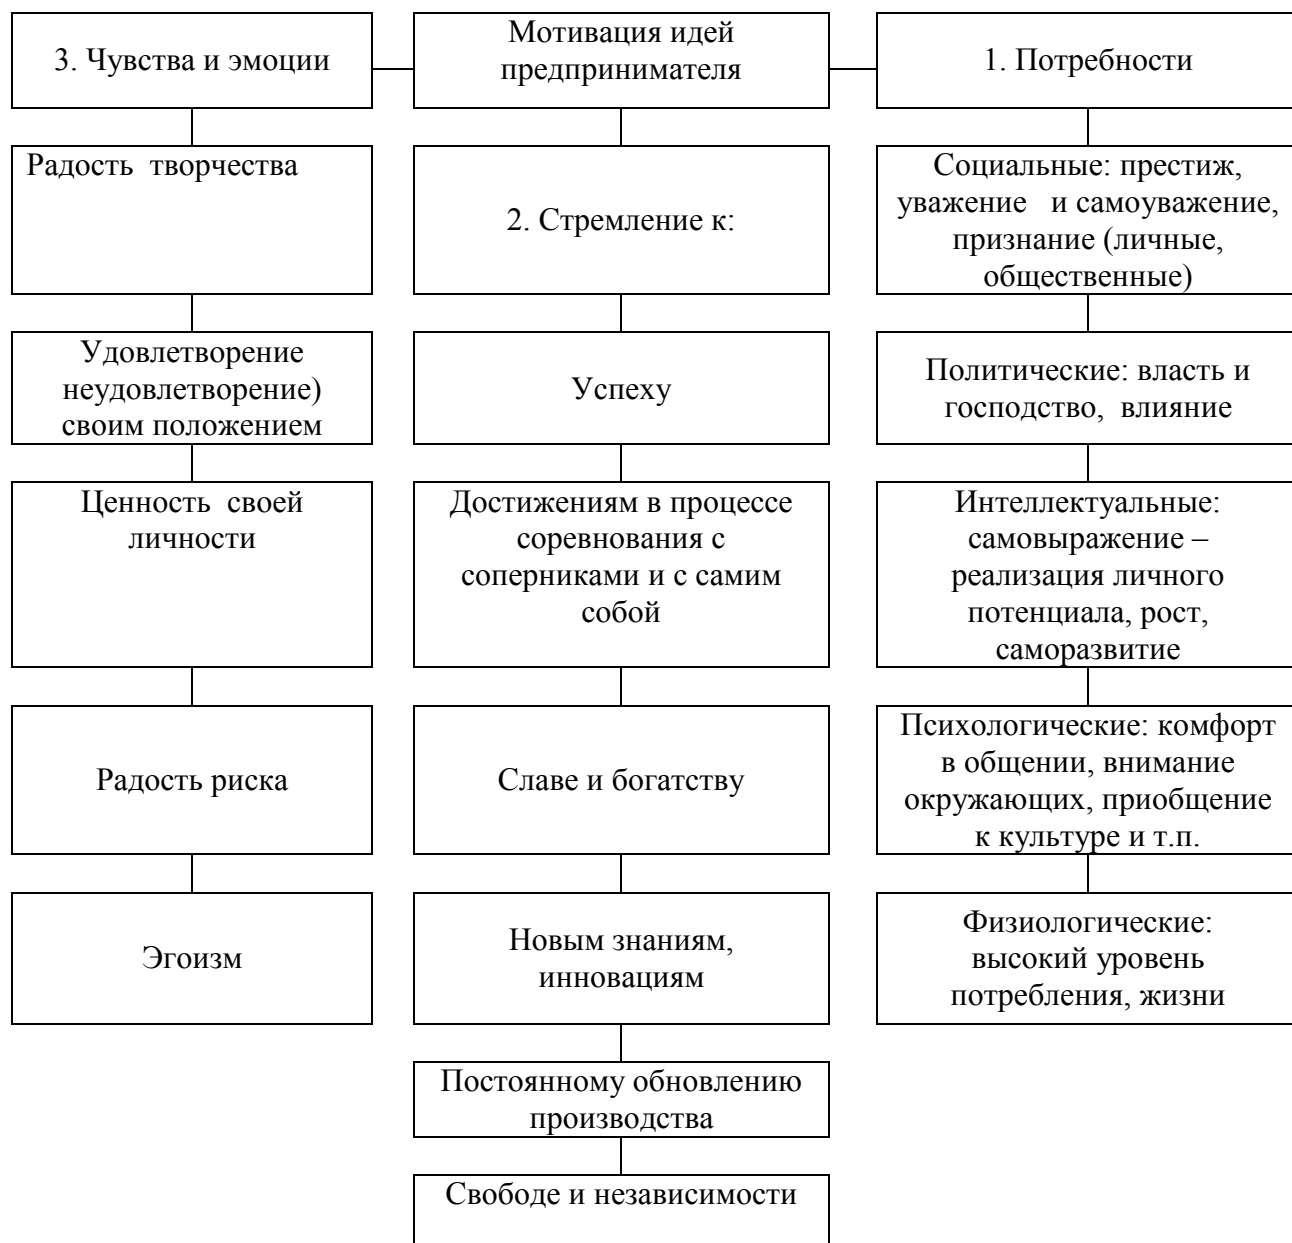 3. Чувства и эмоции
Мотивация идей
предпринимателя
1. Потребности
Радость творчества
2. Стремление к:
Социальные: престиж,
уважение и самоуважение,
признание (личные,
общественные)
Удовлетворение
неудовлетворение)
своим положением
Успеху
Политические: власть и
господство, влияние
Ценность своей
личности
Достижениям в процессе
соревнования с
соперниками и с самим
собой
Интеллектуальные:
самовыражение –
реализация личного
потенциала, рост,
саморазвитие
Радость риска
Славе и богатству
Психологические: комфорт
в общении, внимание
окружающих, приобщение
к культуре и т.п.
Эгоизм
Новым знаниям,
инновациям
Физиологические:
высокий уровень
потребления, жизни
Постоянному обновлению
производства
Свободе и независимости